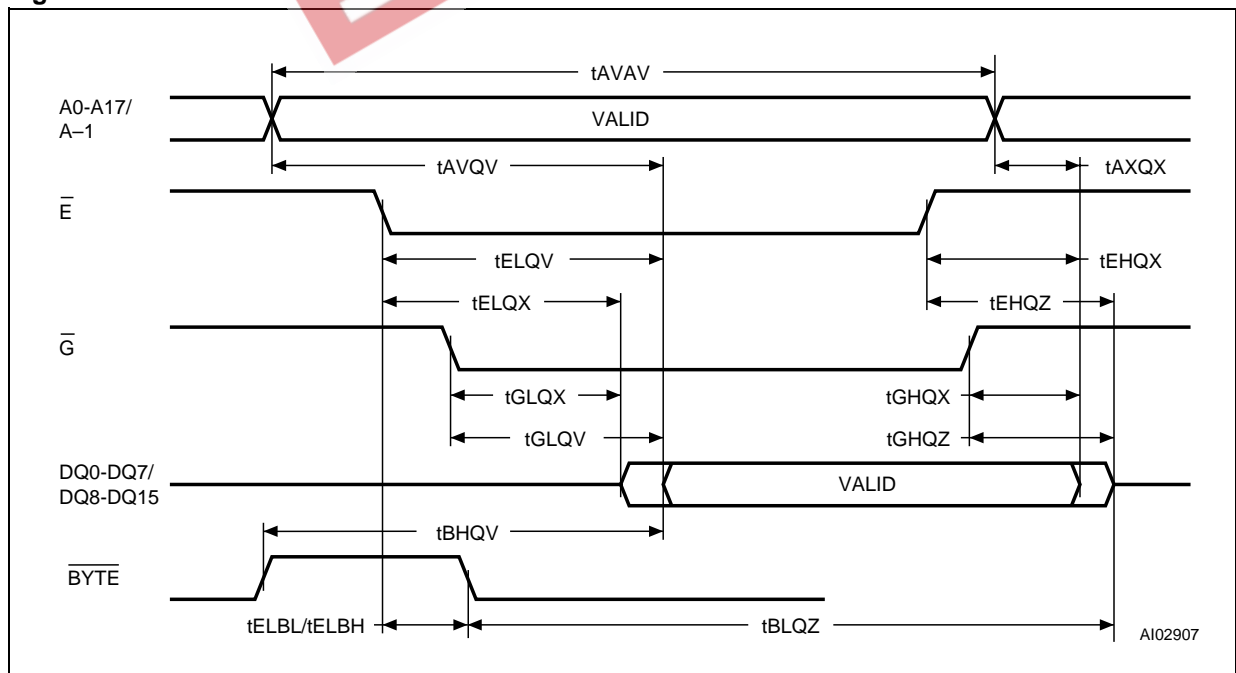 tAVAV
A0-A17/
A–1
VALID
tAVQV
tAXQX
E
tELQV
tEHQX
tELQX
tEHQZ
G
tGLQX
tGHQX
tGLQV
tGHQZ
DQ0-DQ7/
DQ8-DQ15
VALID
tBHQV
BYTE
tELBL/tELBH
tBLQZ
AI02907